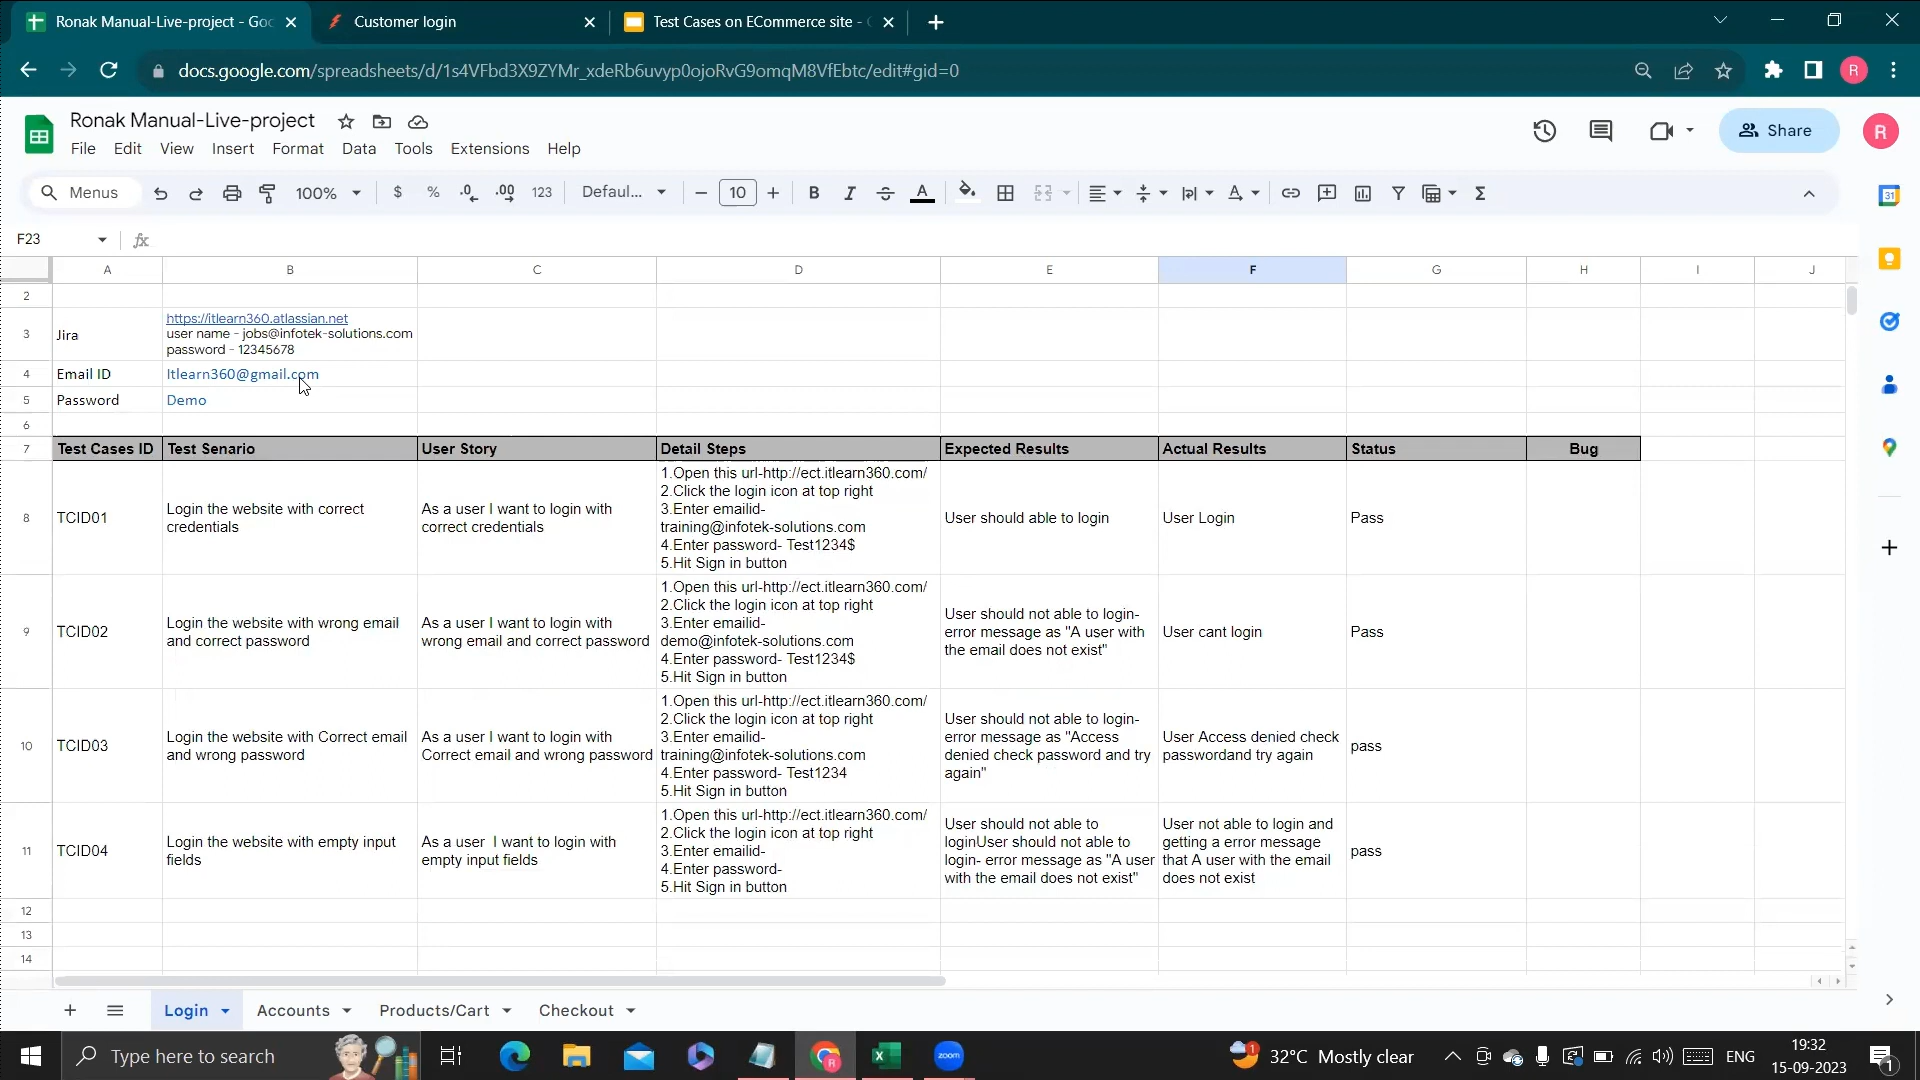 Ronak Manual-Live-project - Goo
Customer login
Test Cases on ECommerce site -
docs.google.com/spreadsheets/d/1s4VFbd3X9ZYMr_xdeRb6uvyp0ojoRvG9omqM8VfEbtc/edit#gid=0
R
Ronak Manual-Live-project
File Edit View Insert Format Data Tools Extensions Help
Share
R
Menus 100% $ % .0 .00 123 Defaul... 10 B I A
31
F23
fx
A B C D E F G H I J
2
3 Jira
https://itlearn360.atlassian.net
user name - jobs@infotek-solutions.com
password - 12345678
4 Email ID Itlearn360@gmail.com
5 Password Demo
6
7 Test Cases ID Test Senario User Story Detail Steps Expected Results Actual Results Status Bug
8 TCID01
Login the website with correct
credentials
As a user I want to login with
correct credentials
1.Open this url-http://ect.itlearn360.com/
2.Click the login icon at top right
3.Enter emailid-
training@infotek-solutions.com
4.Enter password- Test1234$
5.Hit Sign in button
User should able to login
User Login
Pass
9 TCID02
Login the website with wrong email
and correct password
As a user I want to login with
wrong email and correct password
1.Open this url-http://ect.itlearn360.com/
2.Click the login icon at top right
3.Enter emailid-
demo@infotek-solutions.com
4.Enter password- Test1234$
5.Hit Sign in button
User should not able to login-
error message as "A user with
the email does not exist"
User cant login
Pass
10 TCID03
Login the website with Correct email
and wrong password
As a user I want to login with
Correct email and wrong password
1.Open this url-http://ect.itlearn360.com/
2.Click the login icon at top right
3.Enter emailid-
training@infotek-solutions.com
4.Enter password- Test1234
5.Hit Sign in button
User should not able to login-
error message as "Access
denied check password and try
again"
User Access denied check
passwordand try again
pass
11 TCID04
Login the website with empty input
fields
As a user  I want to login with
empty input fields
1.Open this url-http://ect.itlearn360.com/
2.Click the login icon at top right
3.Enter emailid-
4.Enter password-
5.Hit Sign in button
User should not able to
loginUser should not able to
login- error message as "A user
with the email does not exist"
User not able to login and
getting a error message
that A user with the email
does not exist
pass
12
13
14
Login Accounts Products/Cart Checkout
Type here to search
zoom
1
32°C Mostly clear
ENG
19:32
15-09-2023
1